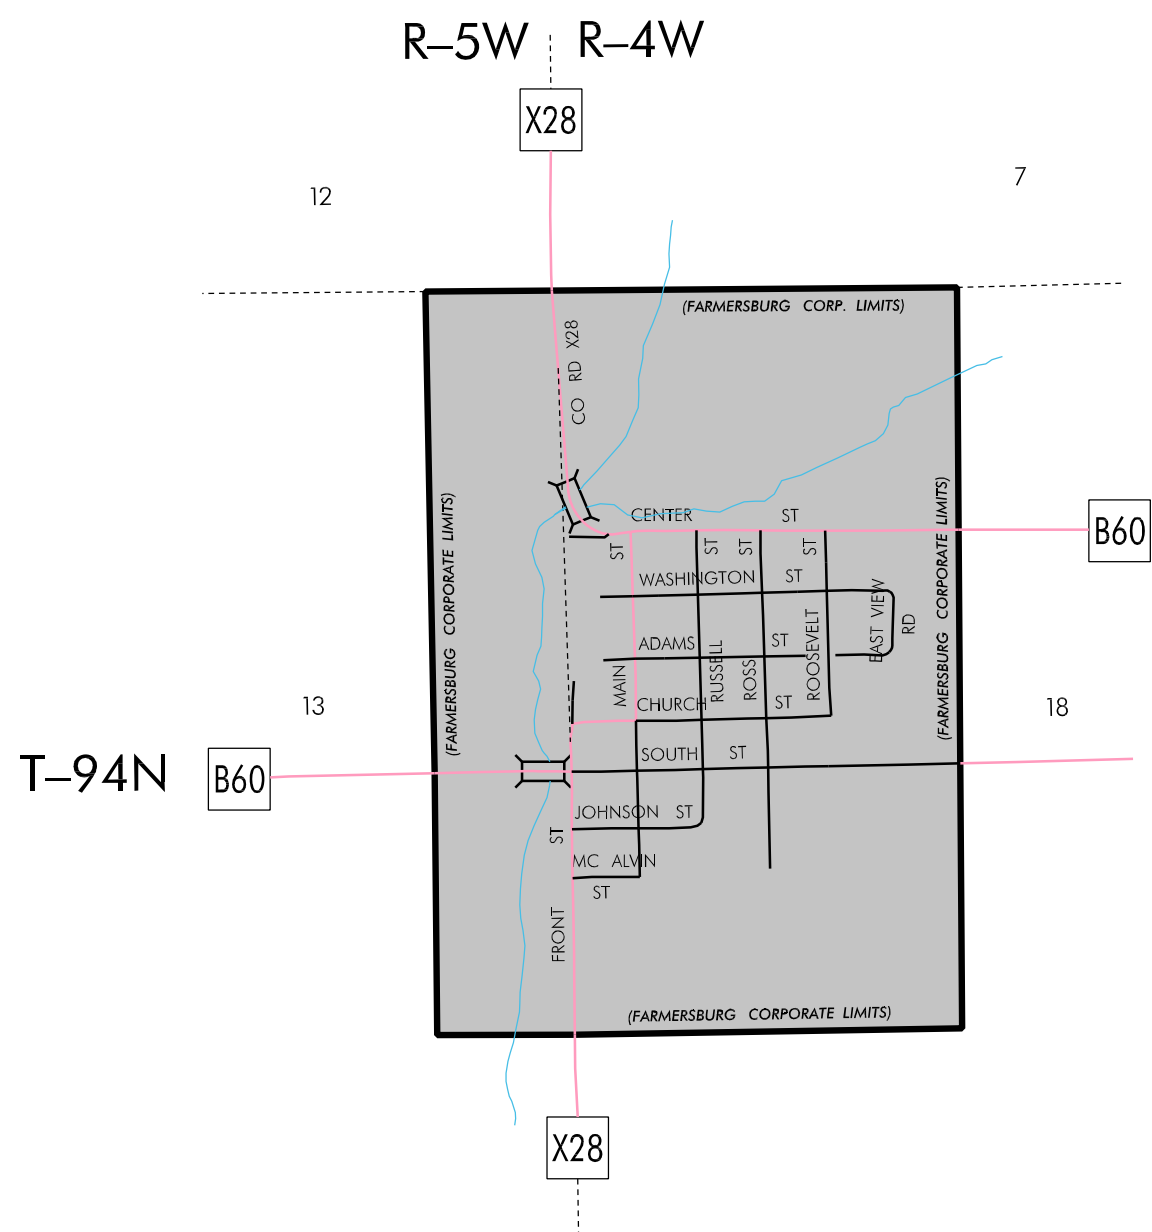 R–5W R–4W
X28
12
7
(FARMERSBURG CORP. LIMITS)
CO RD X28
(FARMERSBURG CORPORATE LIMITS)
(FARMERSBURG CORPORATE LIMITS)
CENTER ST
B60
MAIN ST
RUSSELL ST
ROSS ST
ROOSEVELT ST
WASHINGTON ST
EAST VIEW RD
ADAMS ST
CHURCH ST
13
18
SOUTH ST
T–94N
B60
JOHNSON ST
MC ALVIN ST
FRONT ST
(FARMERSBURG CORPORATE LIMITS)
X28